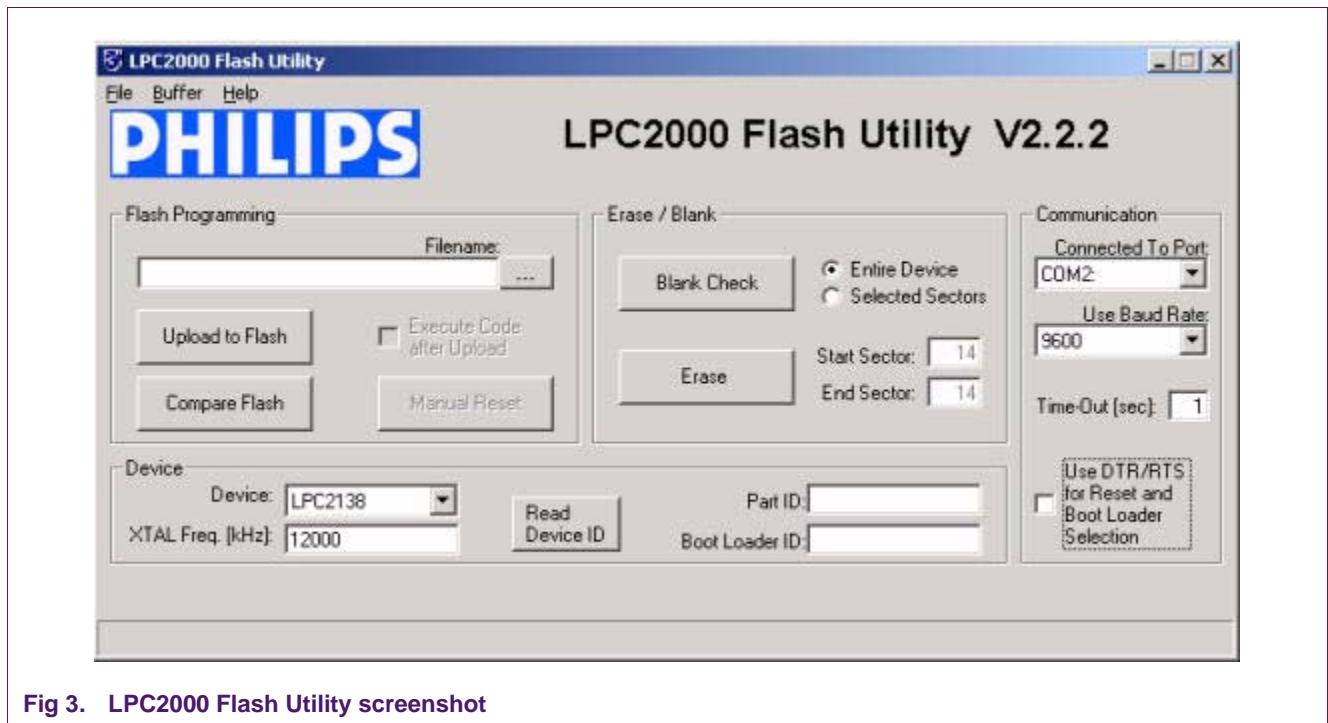 LPC2000 Flash Utility
File Buffer Help
PHILIPS
LPC2000 Flash Utility V2.2.2
Flash Programming
Filename:
...
Upload to Flash
Execute Code
after Upload
Compare Flash
Manual Reset
Erase / Blank
Blank Check
Entire Device
Selected Sectors
Erase
Start Sector: 14
End Sector: 14
Communication
Connected To Port:
COM2:
Use Baud Rate:
9600
Time-Out (sec): 1
Use DTR/RTS
for Reset and
Boot Loader
Selection
Device
Device: LPC2138
XTAL Freq. [kHz]: 12000
Read
Device ID
Part ID:
Boot Loader ID:
Fig 3. LPC2000 Flash Utility screenshot